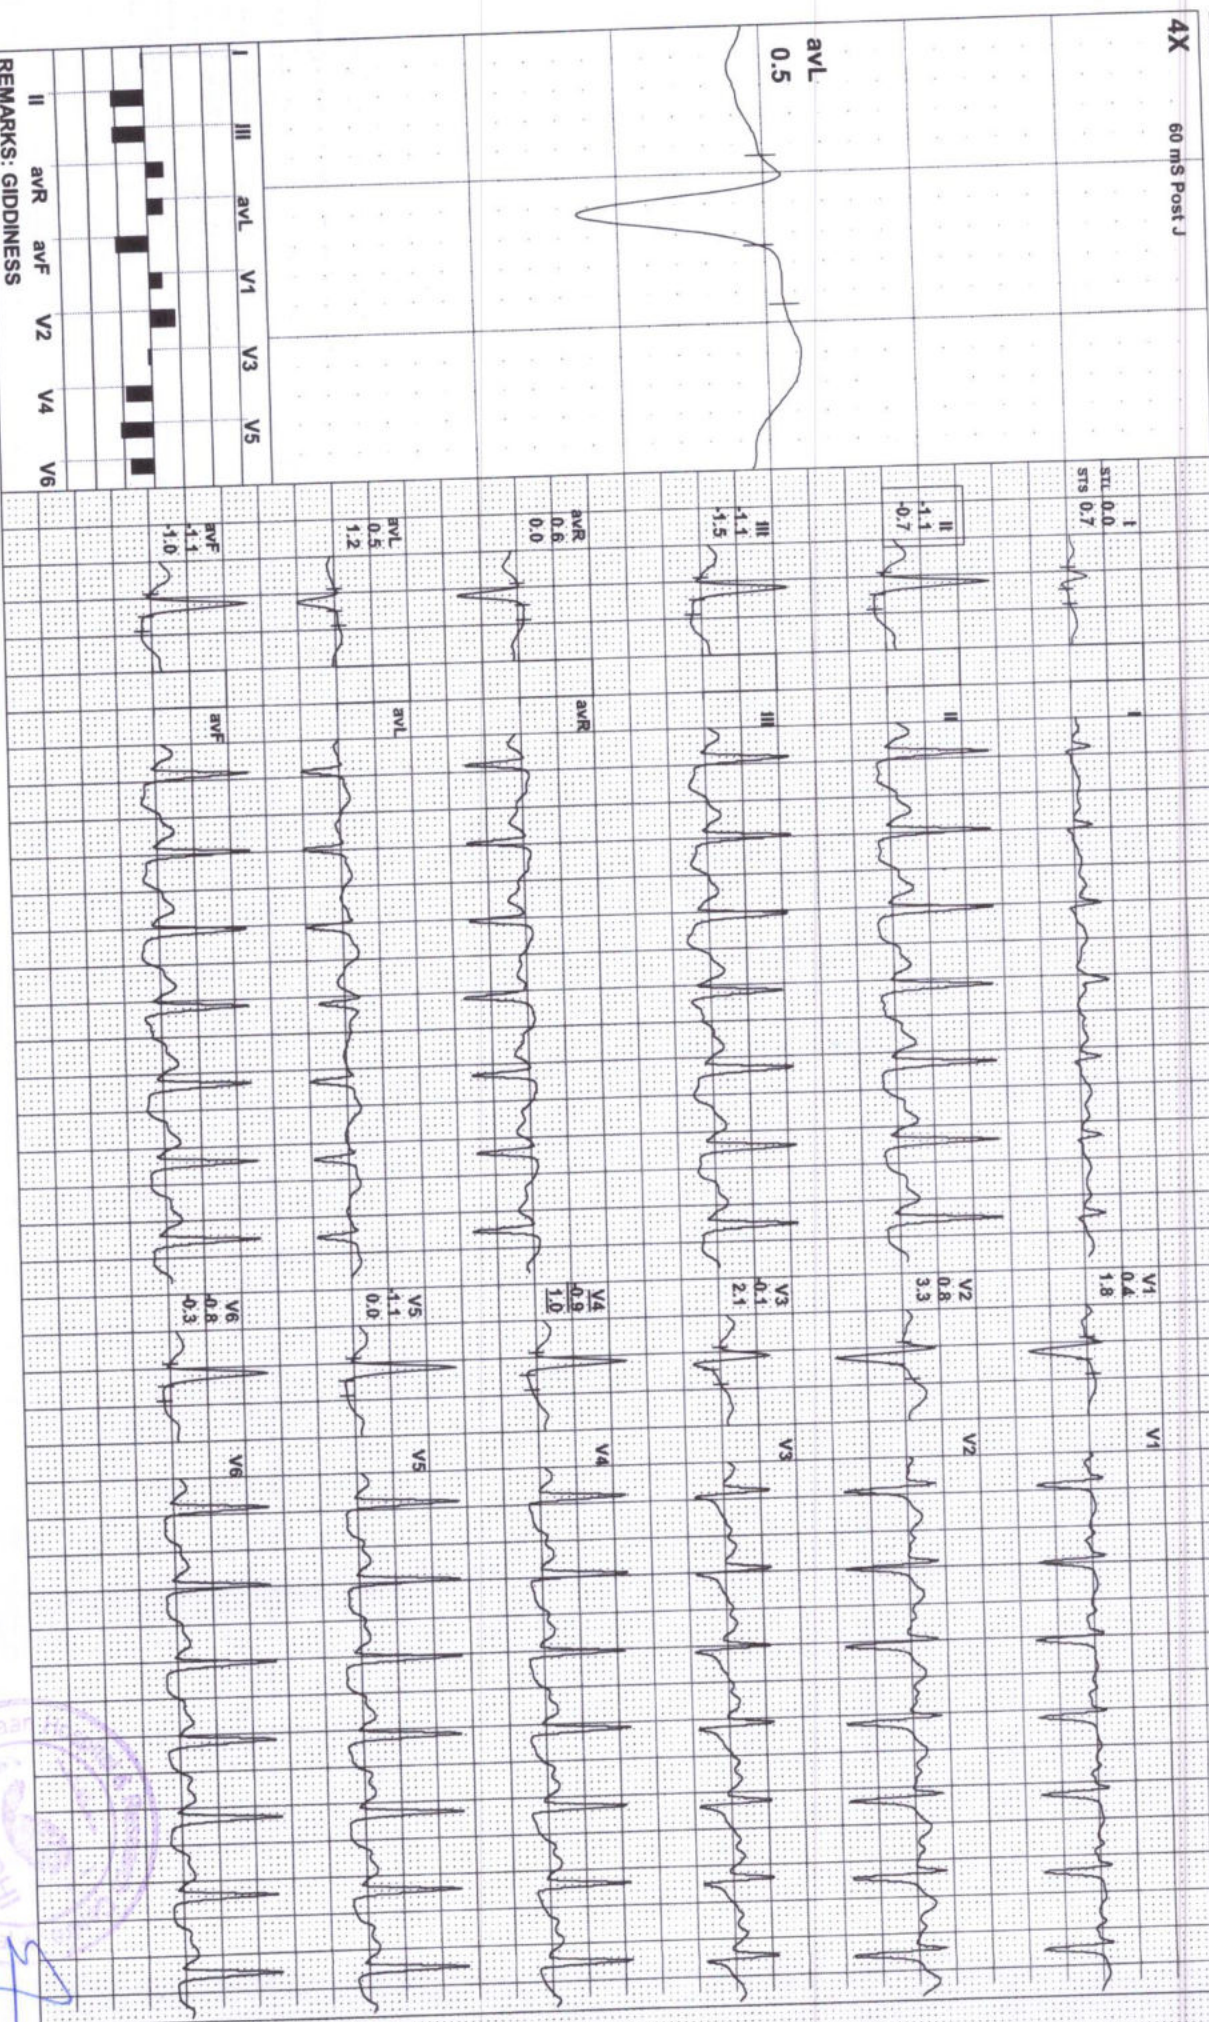 4X 60 mS Post J
avL
0.5
I III avL V1 V3 V5
II avR avF V2 V4 V6
REMARKS: GIDDINESS
I
STL 0.0
STS 0.7
I
V1
0.4
1.8
V1
II
-1.1
-0.7
II
V2
0.8
3.3
V2
III
-1.1
-1.5
III
V3
-0.1
2.1
V3
avR
0.6
0.0
avR
V4
-0.9
1.0
V4
avL
0.5
1.2
avL
V5
-1.1
0.0
V5
avF
-1.1
-1.0
avF
V6
-0.8
-0.3
V6